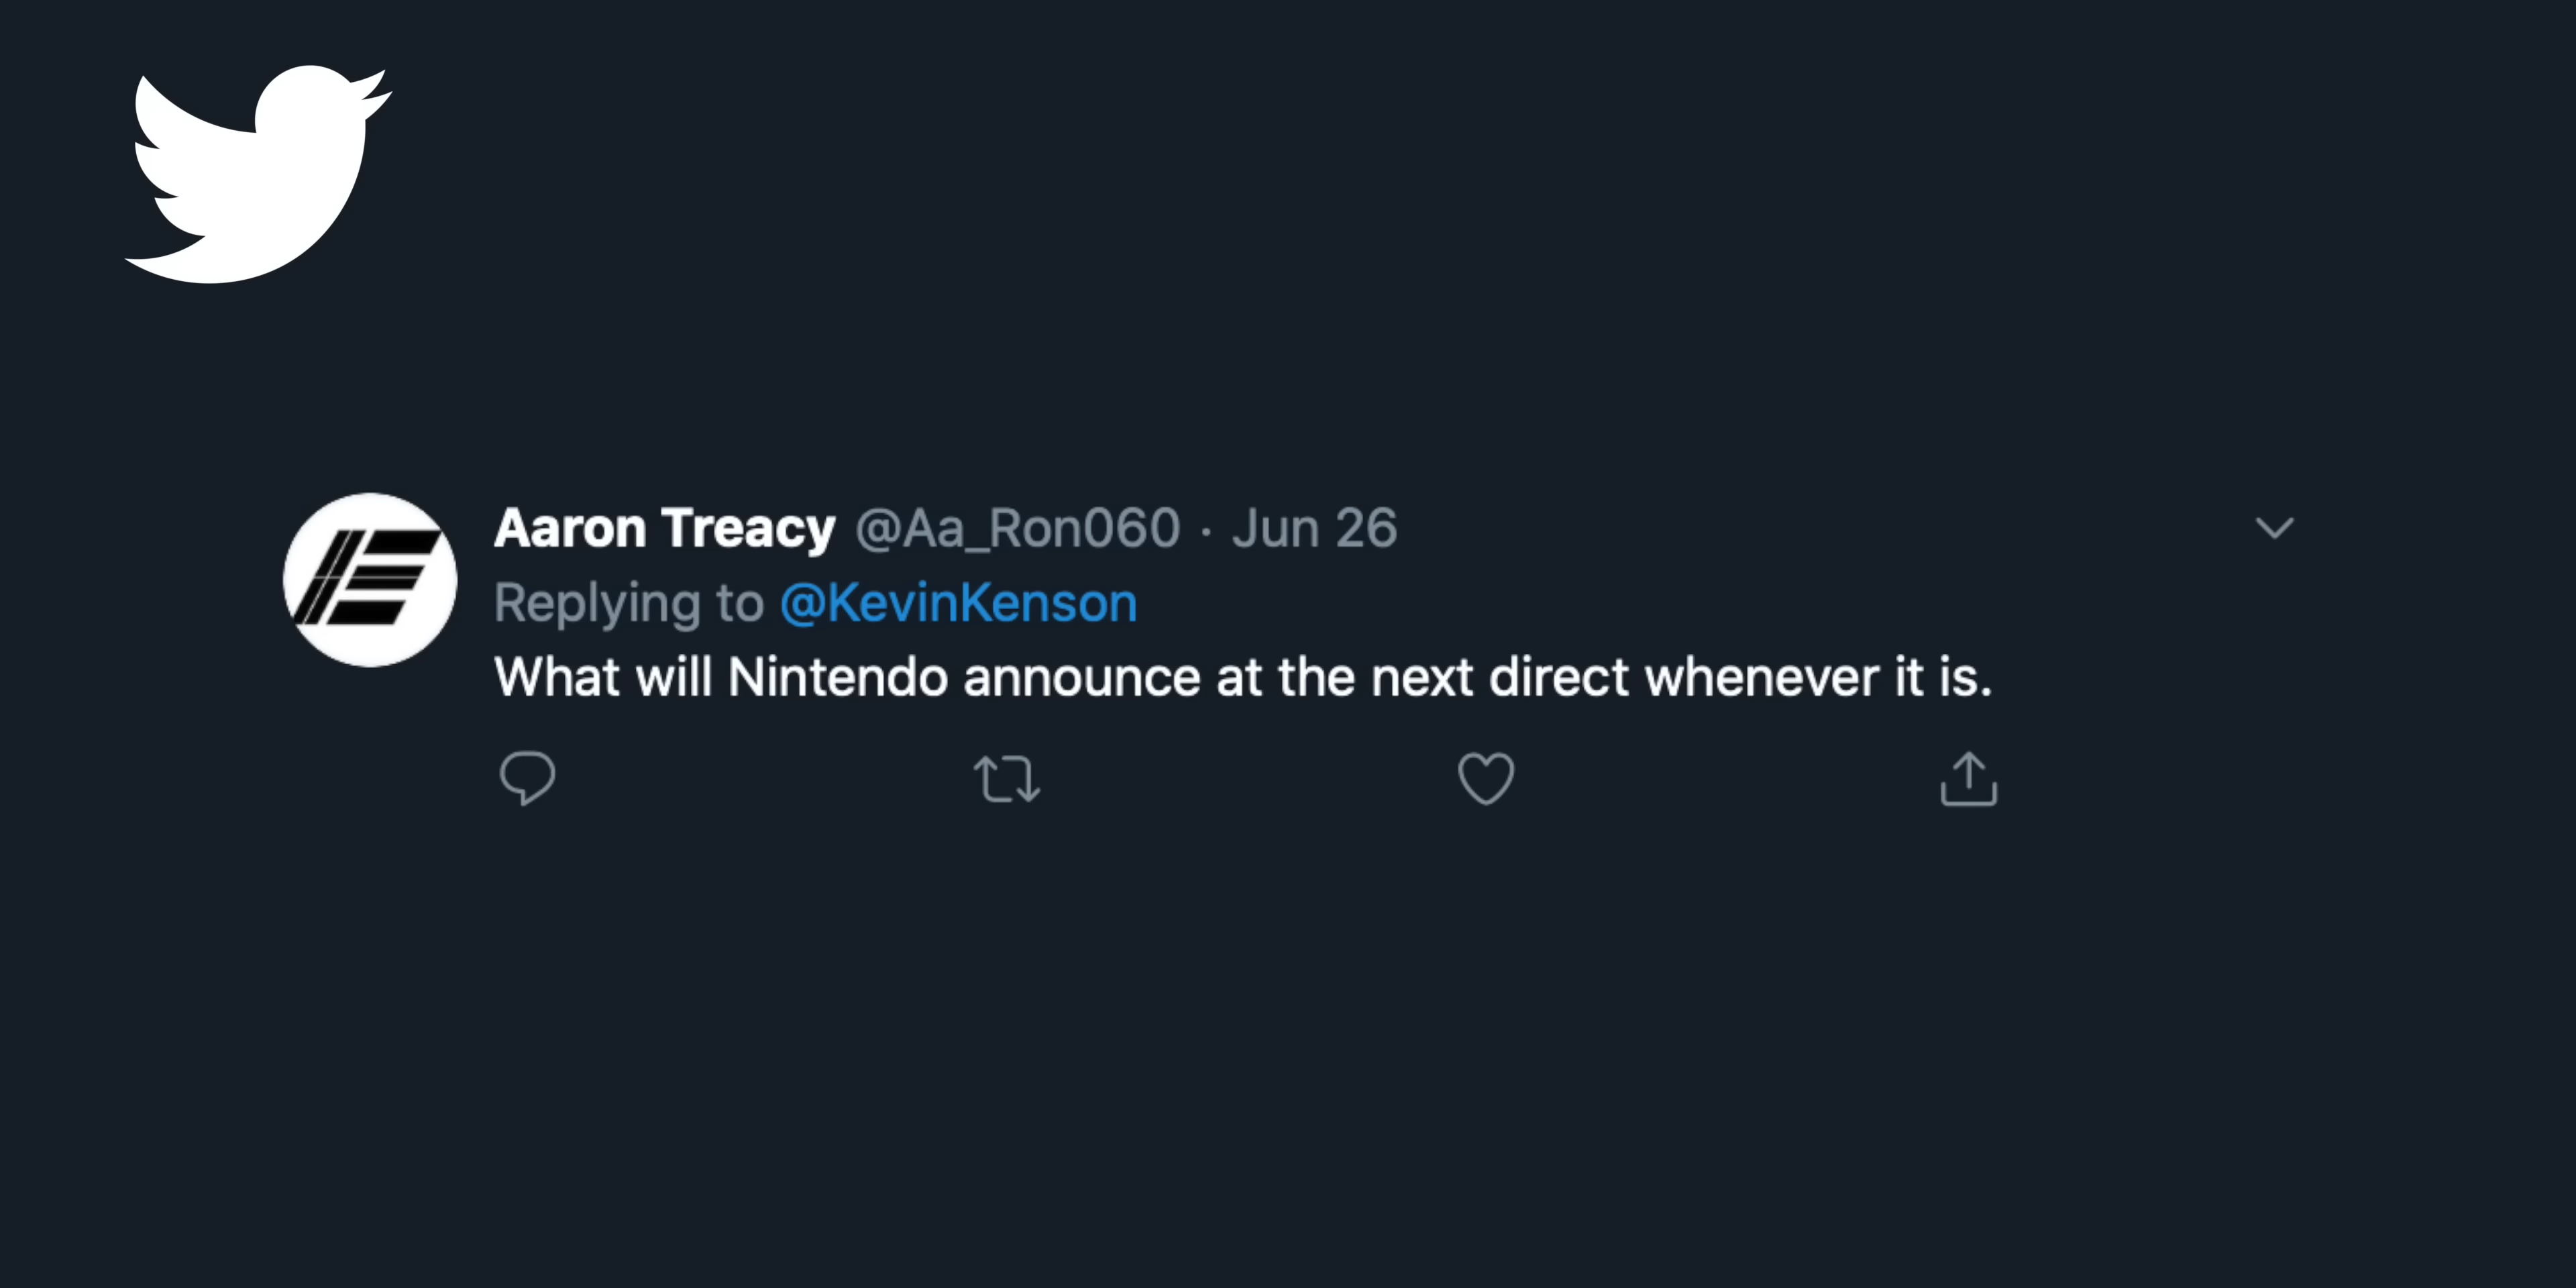 Aaron Treacy @Aa_Ron060 · Jun 26
Replying to @KevinKenson
What will Nintendo announce at the next direct whenever it is.